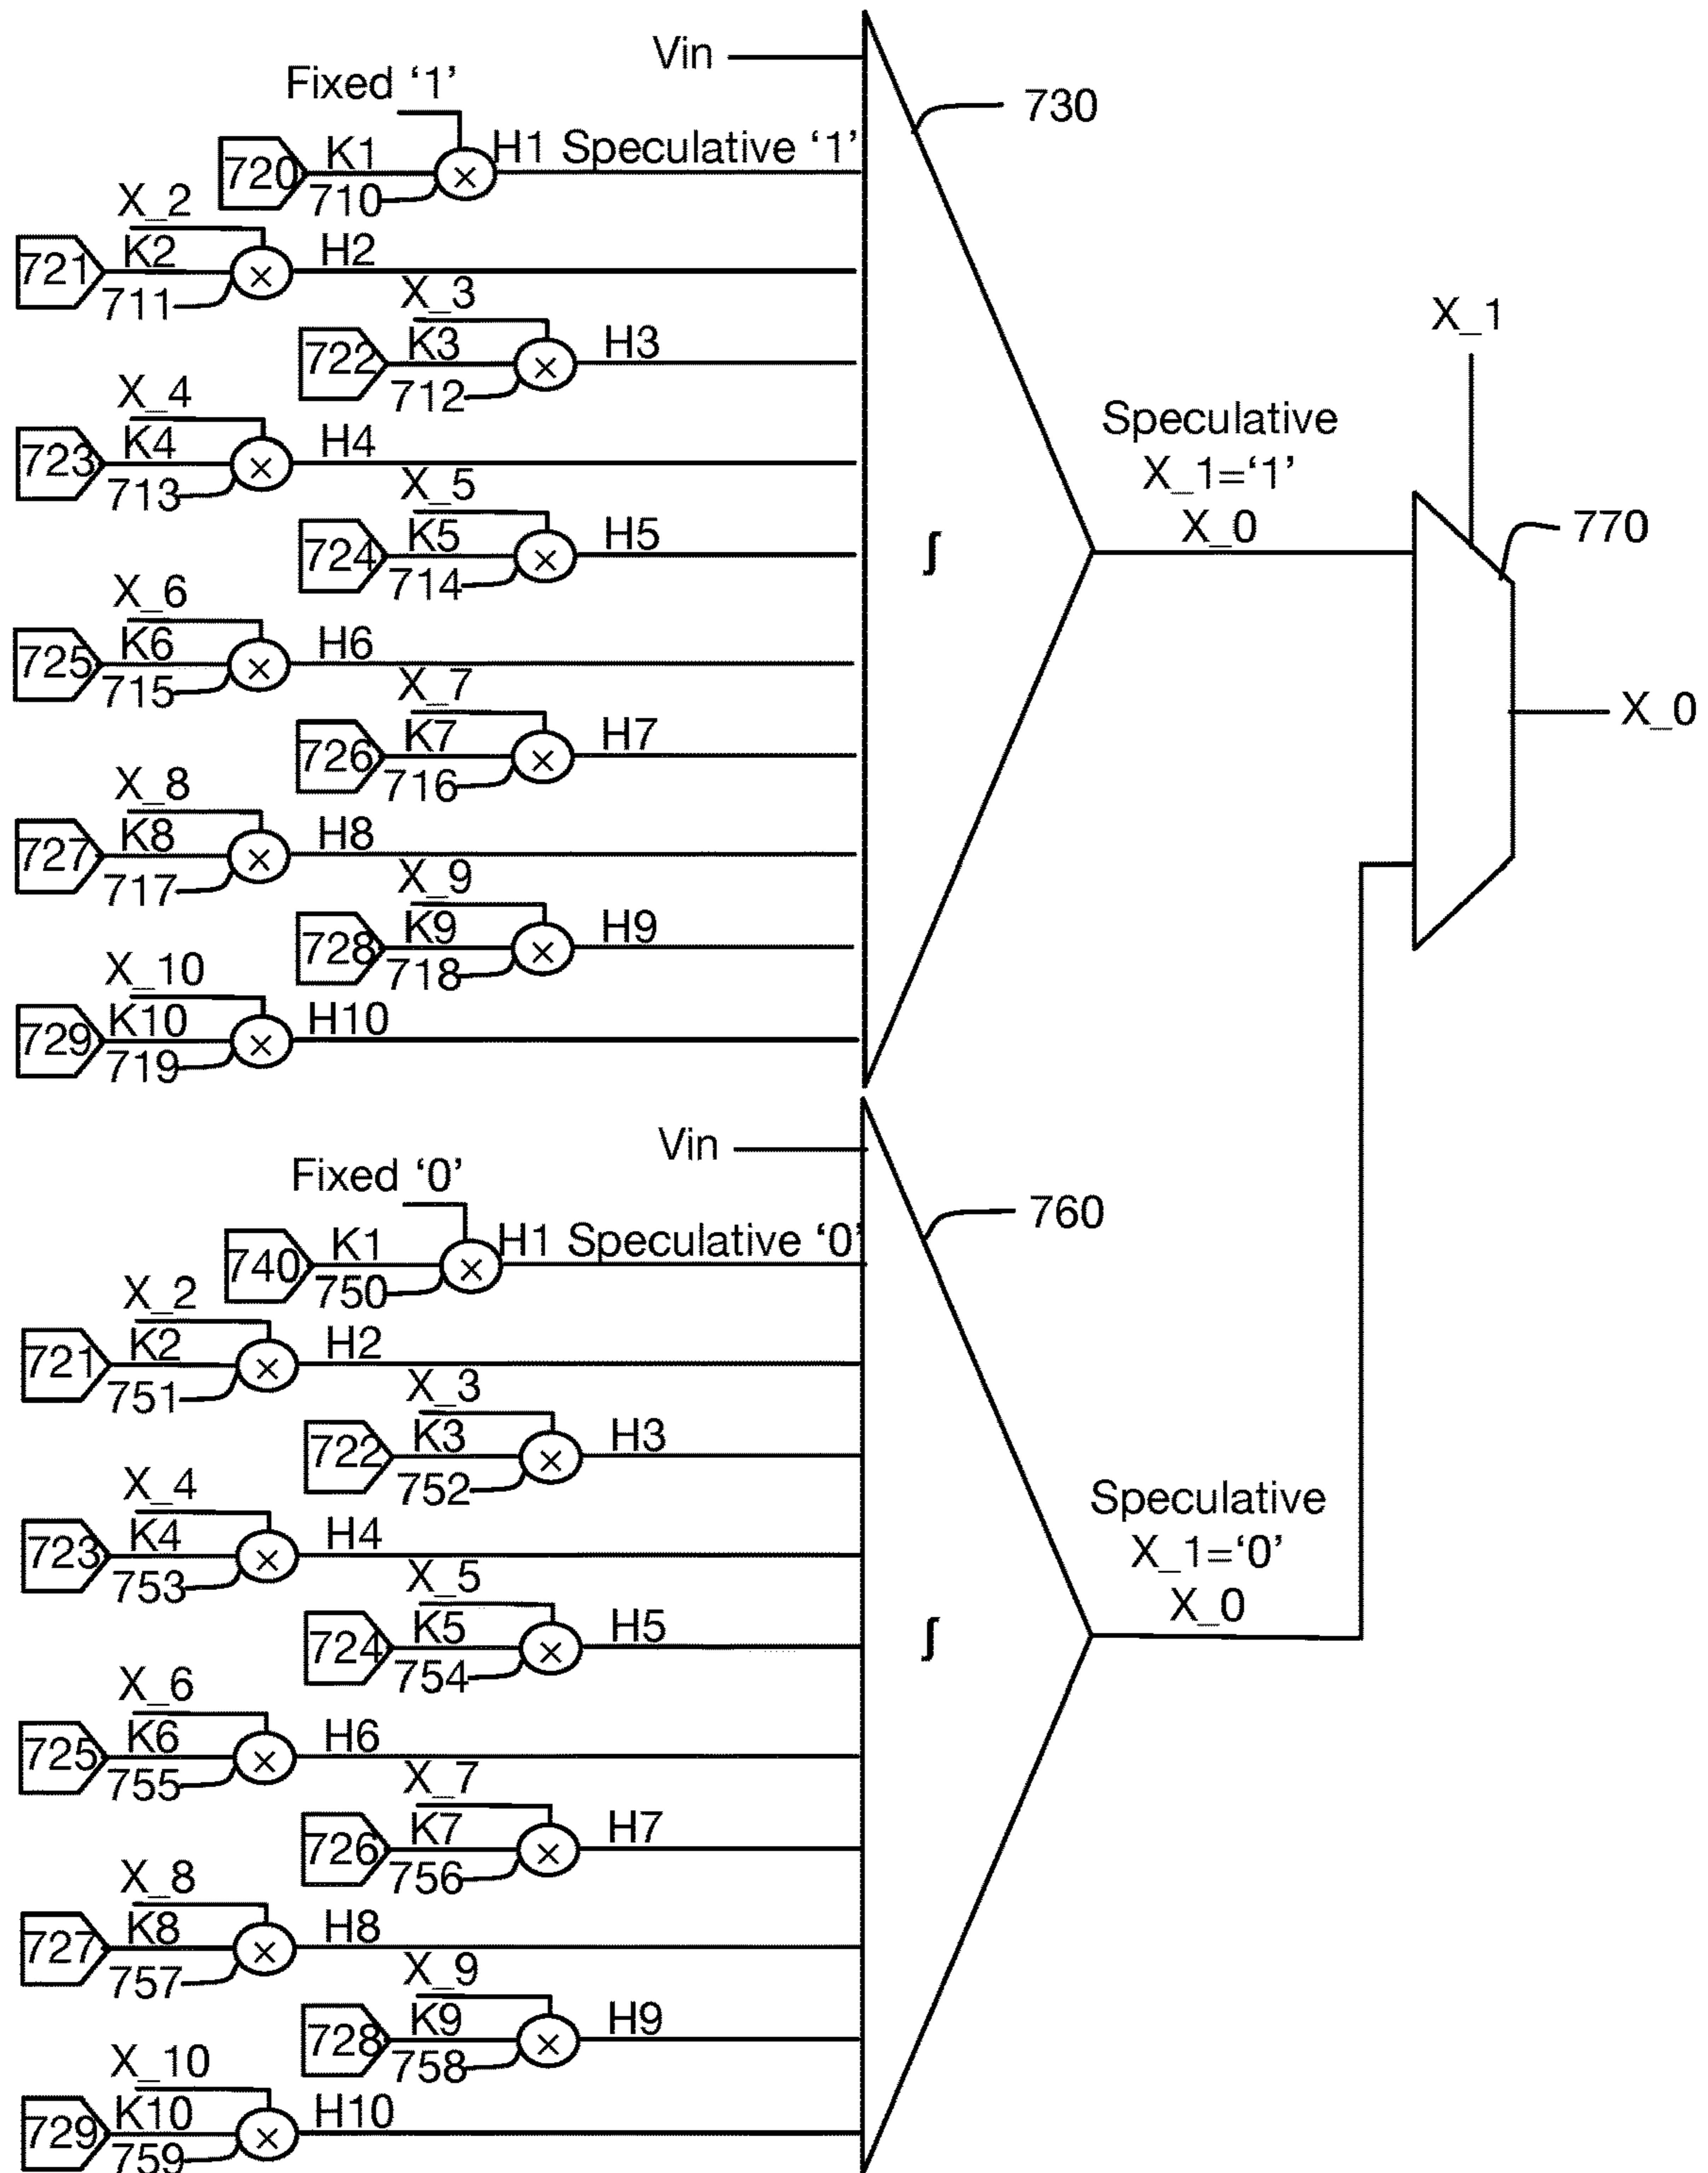 Vin
730
Fixed ‘1’
720 K1 H1 Speculative ‘1’
710
X_2
721 K2 H2
711
X_3
722 K3 H3
712
X_4
723 K4 H4
713
X_5
724 K5 H5
714
X_6
725 K6 H6
715
X_7
726 K7 H7
716
X_8
727 K8 H8
717
X_9
728 K9 H9
718
X_10
729 K10 H10
719
∫
Speculative
X_1=‘1’
X_0
X_1
770
X_0
Vin
760
Fixed ‘0’
740 K1 H1 Speculative ‘0’
750
X_2
721 K2 H2
751
X_3
722 K3 H3
752
X_4
723 K4 H4
753
X_5
724 K5 H5
754
X_6
725 K6 H6
755
X_7
726 K7 H7
756
X_8
727 K8 H8
757
X_9
728 K9 H9
758
X_10
729 K10 H10
759
∫
Speculative
X_1=‘0’
X_0